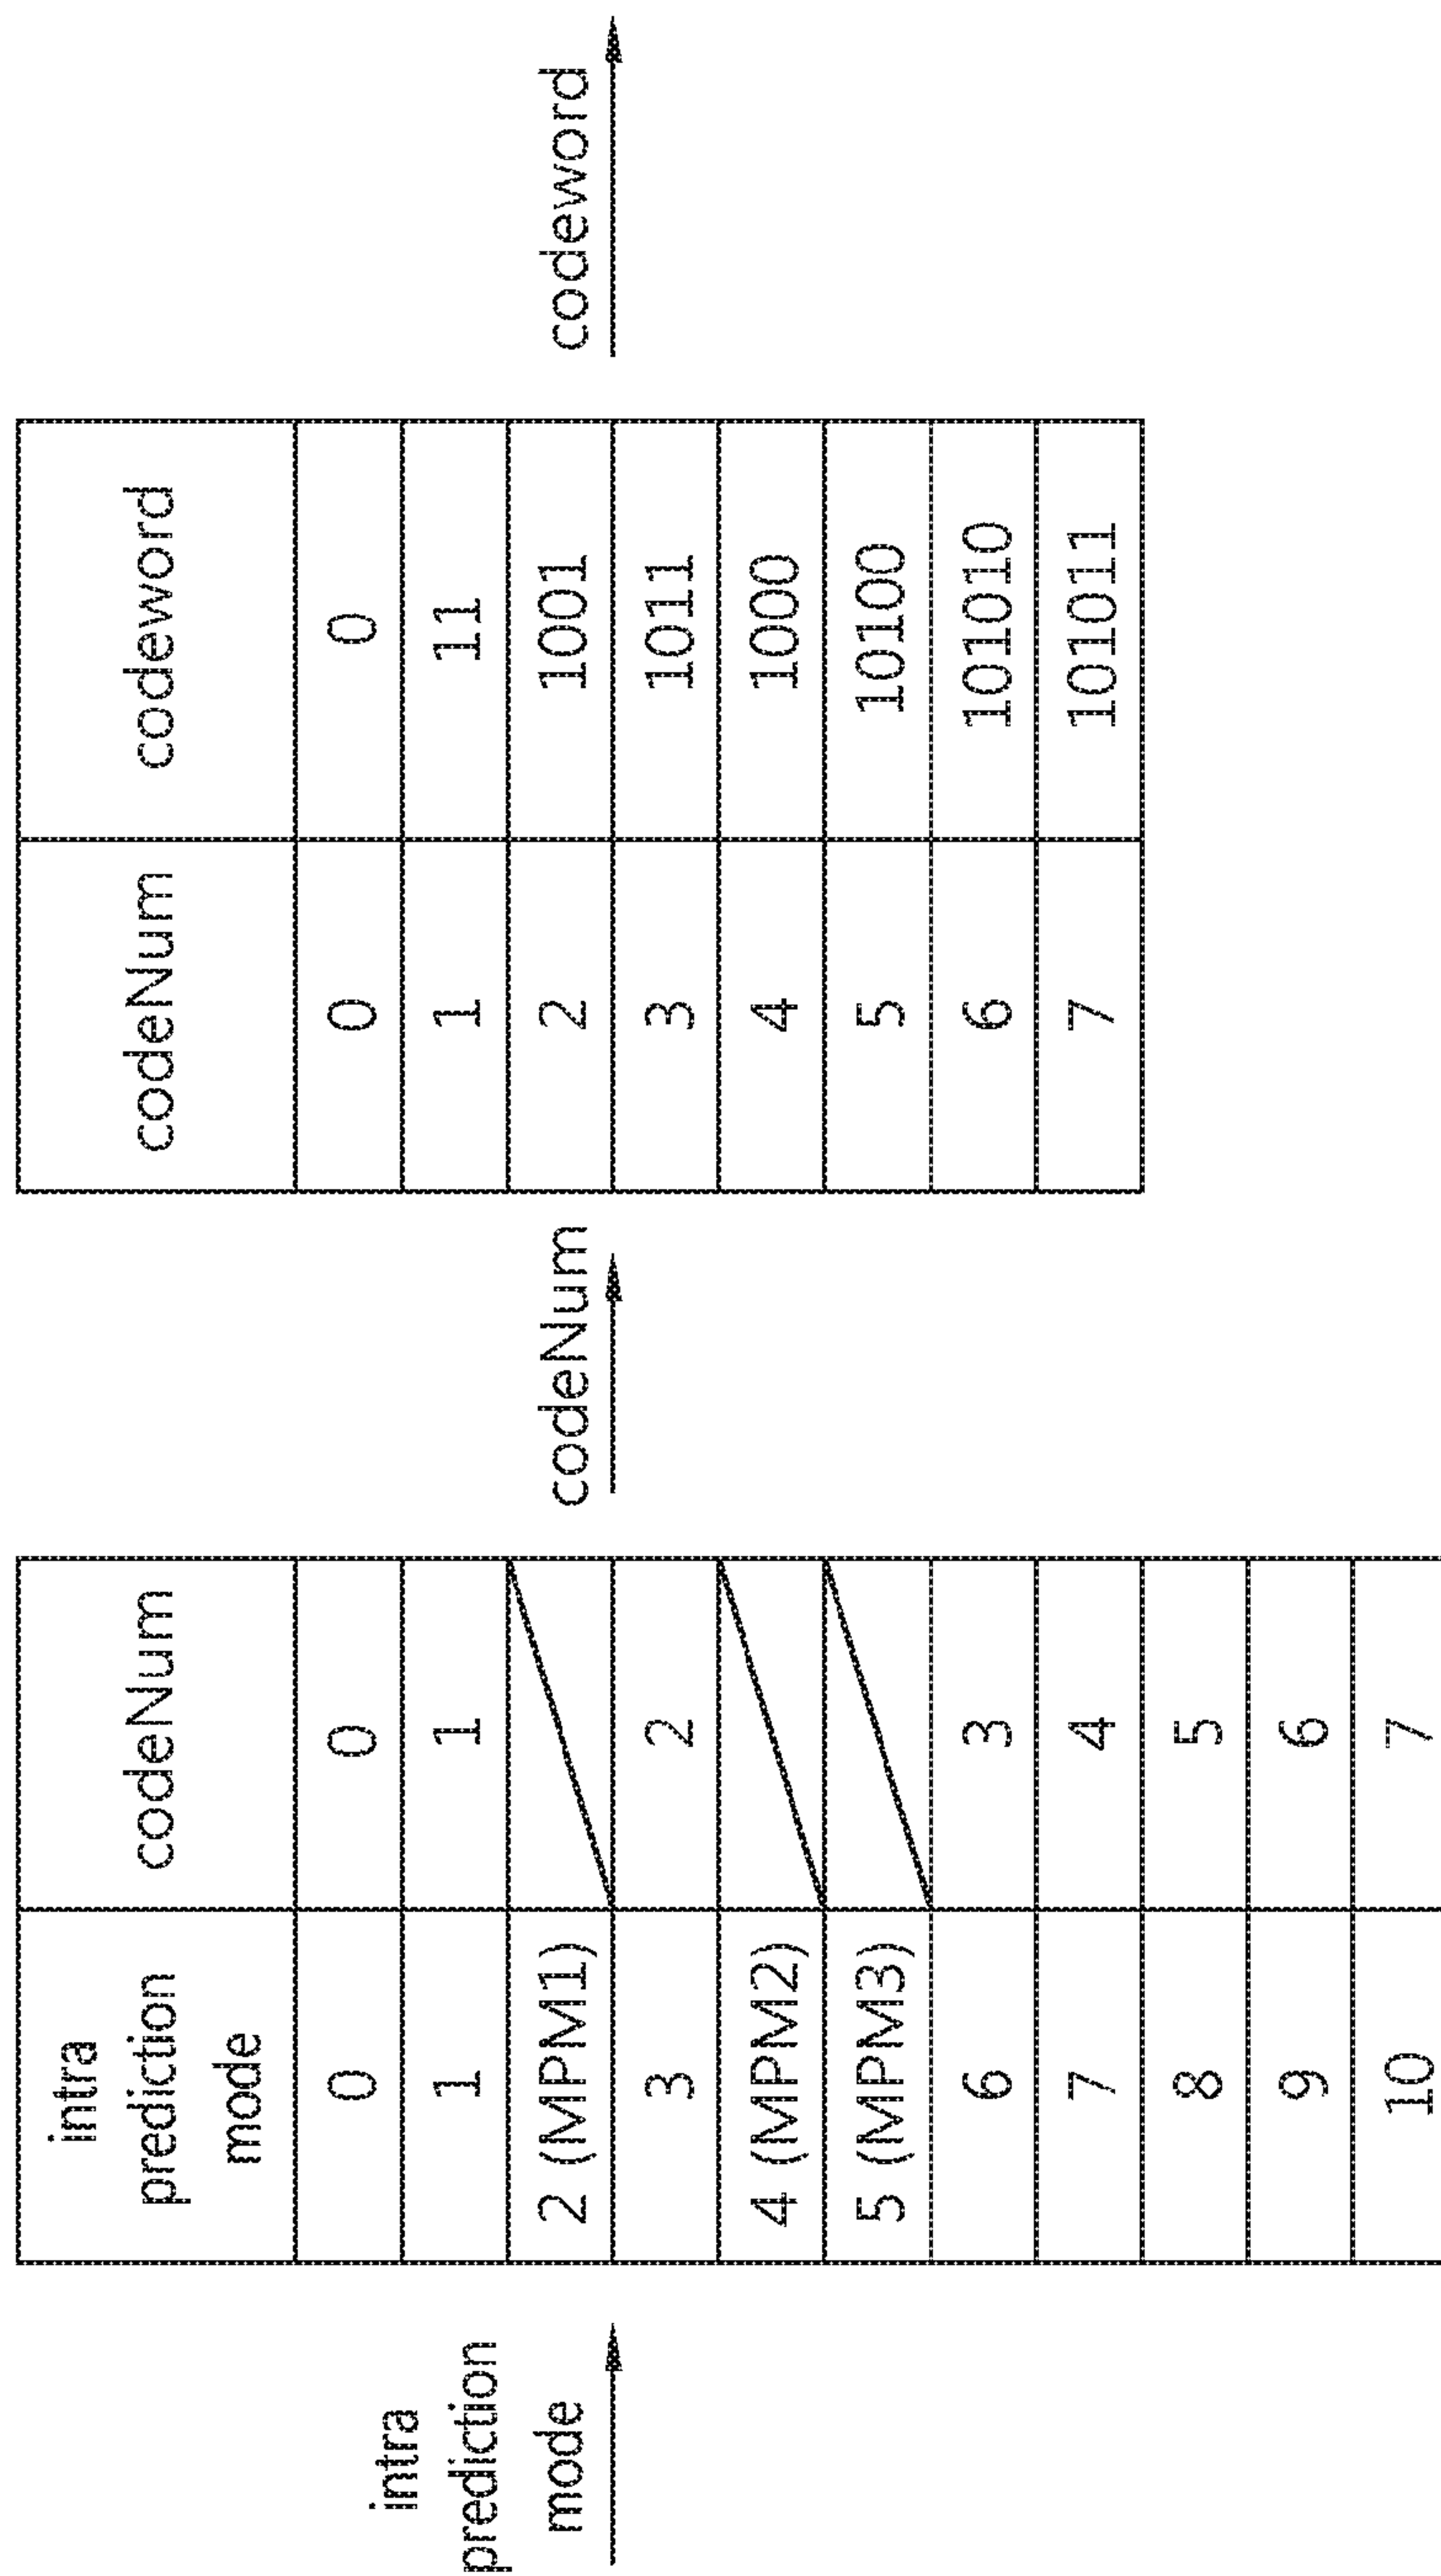 intra
prediction
mode
intra
prediction
mode codeNum
0 0
1 1
2 (MPM1)
3 2
4 (MPM2)
5 (MPM3)
6 3
7 4
8 5
9 6
10 7
codeNum
codeNum codeword
0 0
1 11
2 1001
3 1011
4 1000
5 10100
6 101010
7 101011
codeword